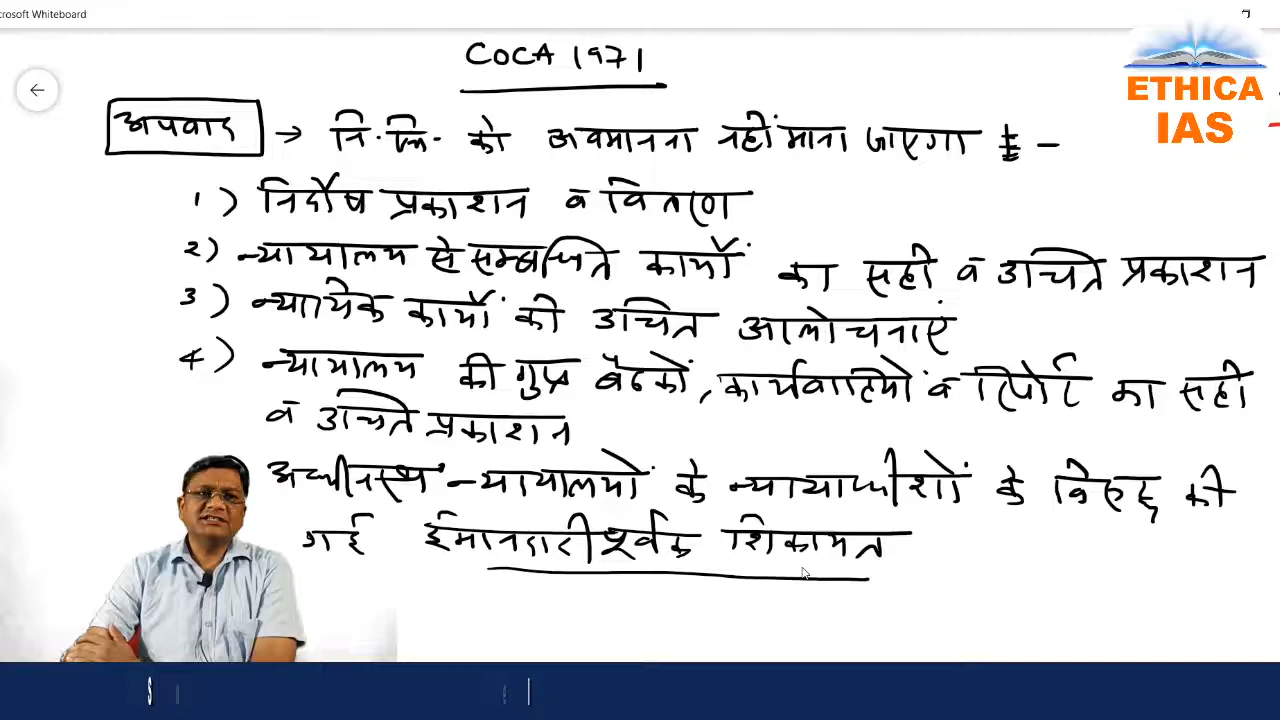 crosoft Whiteboard
COCA 1971
ETHICA
IAS
अपवाद → नि.लि. को अवमानना नहीं माना जाएगा -
1) निर्दोष प्रकाशन व वितरण
2) न्यायालय से सम्बन्धित कार्यों का सही व उचित प्रकाशन
3) न्यायिक कार्यों की उचित आलोचनाएं
4) न्यायालय की गुप्त बैठकों, कार्यवाहियों व रिपोर्ट का सही
व उचित प्रकाशन
अधीनस्थ न्यायालयों के न्यायाधीशों के विरुद्ध की
गई ईमानदारीपूर्वक शिकायत
S